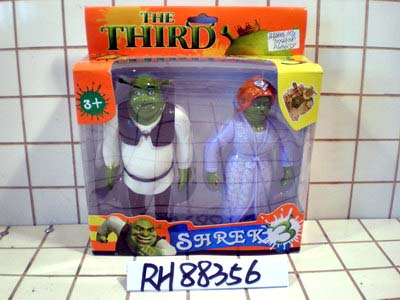 THE
THIRD
3+
SHREK 3
RH88356